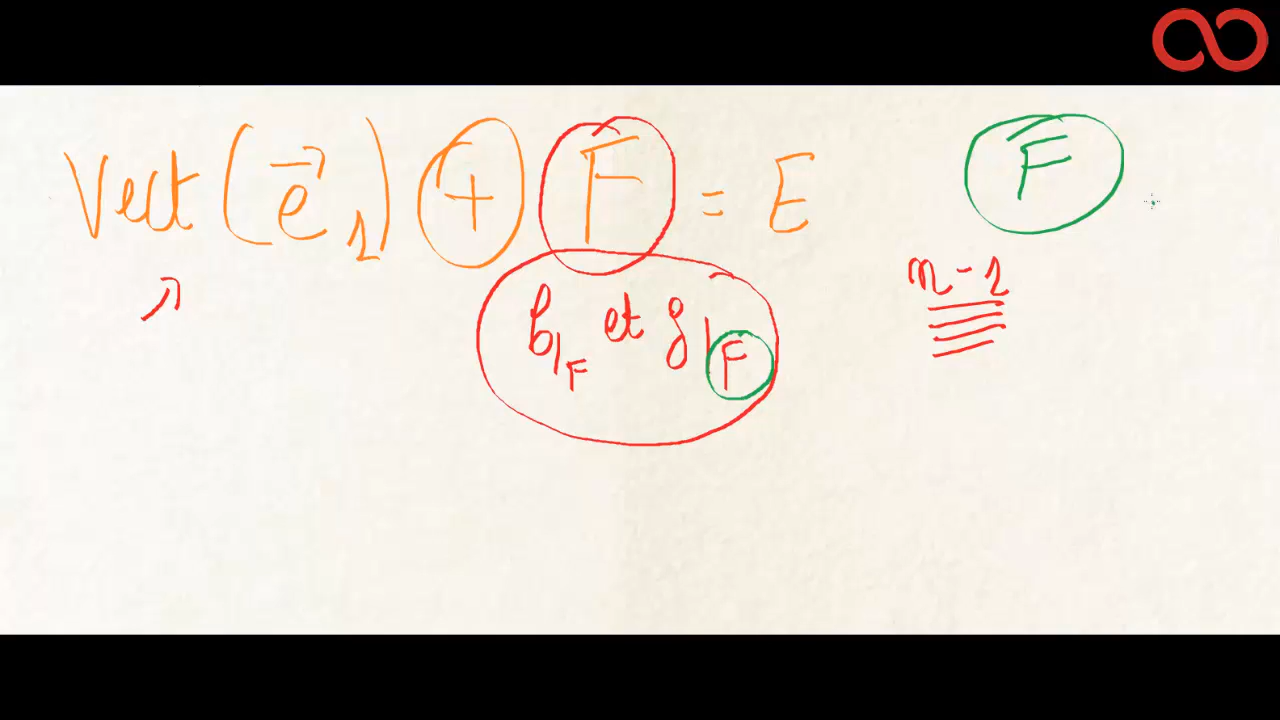 Vect(e⃗₁) + F = E
F
n-1
b|F et f|F